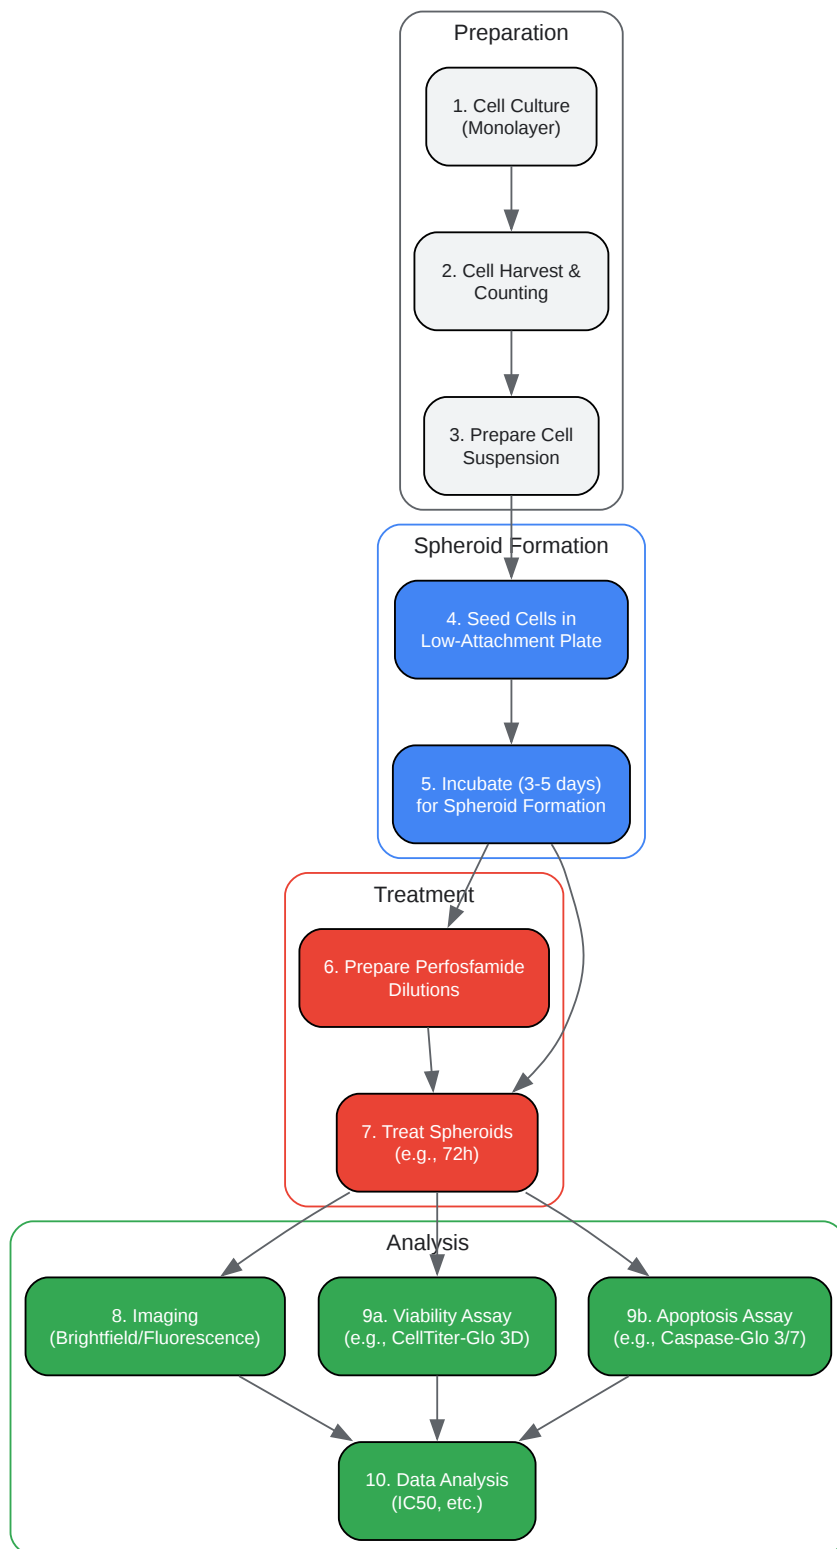 Preparation
1. Cell Culture
(Monolayer)
2. Cell Harvest &
Counting
3. Prepare Cell
Suspension
Spheroid Formation
4. Seed Cells in
Low-Attachment Plate
5. Incubate (3-5 days)
for Spheroid Formation
Treatment
6. Prepare Perfosfamide
Dilutions
7. Treat Spheroids
(e.g., 72h)
Analysis
8. Imaging
(Brightfield/Fluorescence)
9a. Viability Assay
(e.g., CellTiter-Glo 3D)
9b. Apoptosis Assay
(e.g., Caspase-Glo 3/7)
10. Data Analysis
(IC50, etc.)